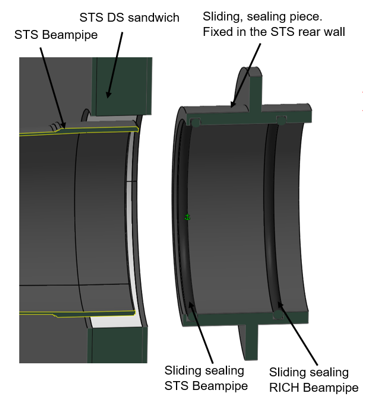 STS DS sandwich
STS Beampipe
Sliding, sealing piece.
Fixed in the STS rear wall
Sliding sealing
STS Beampipe
Sliding sealing
RICH Beampipe